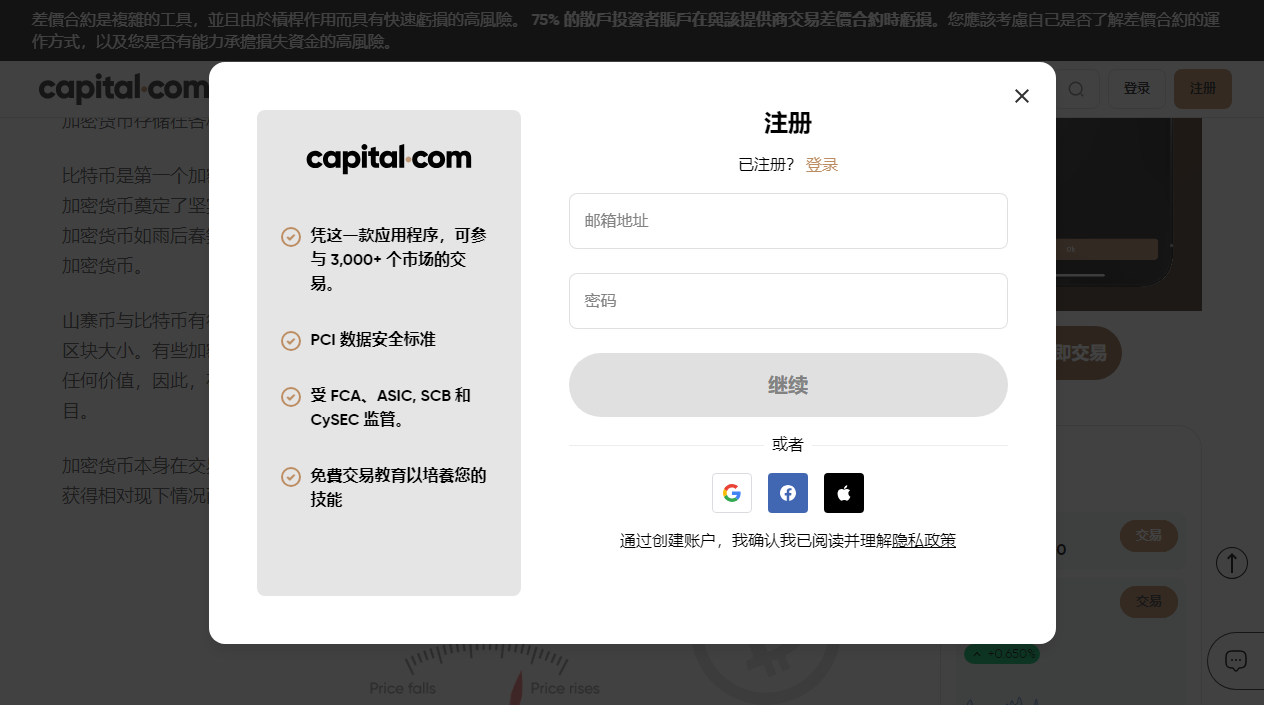 差價合約是複雜的工具，並且由於槓桿作用而具有快速虧損的高風險。 75% 的散戶投資者賬戶在與該提供商交易差價合約時虧損。您應該考慮自己是否了解差價合約的運
作方式，以及您是否有能力承擔損失資金的高風險。
capital.com
登录
注册
加密货币存储在各
比特币是第一个加密
加密货币奠定了坚
加密货币如雨后春
加密货币。
山寨币与比特币有
区块大小。有些加密
任何价值，因此，
目。
加密货币本身在交
获得相对现下情况
capital.com
凭这一款应用程序，可参
与 3,000+ 个市场的交
易。
PCI 数据安全标准
受 FCA、ASIC, SCB 和
CySEC 监管。
免費交易教育以培養您的
技能
注册
已注册？ 登录
邮箱地址
密码
继续
或者
通过创建账户，我确认我已阅读并理解隐私政策
Ok
即交易
0
交易
交易
+0.650%
Price falls
Price rises